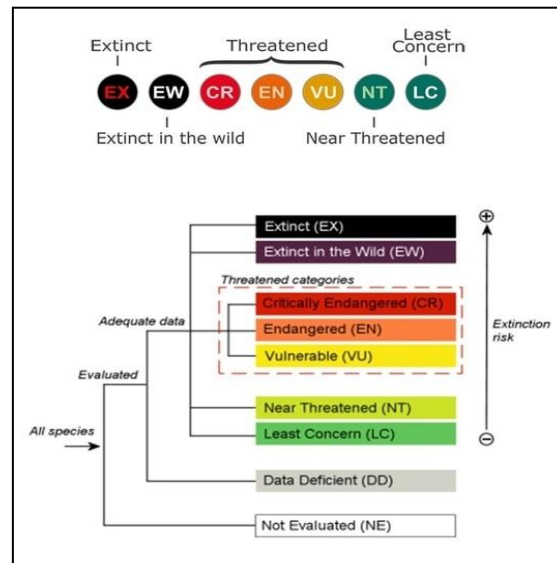 Extinct
Threatened
Least
Concern
EX
EW
CR
EN
VU
NT
LC
Extinct in the wild
Near Threatened
Extinct (EX)
Extinct in the Wild (EW)
Threatened categories
Critically Endangered (CR)
Adequate data
Endangered (EN)
Extinction
risk
Vulnerable (VU)
Evaluated
Near Threatened (NT)
All species
Least Concern (LC)
Data Deficient (DD)
Not Evaluated (NE)